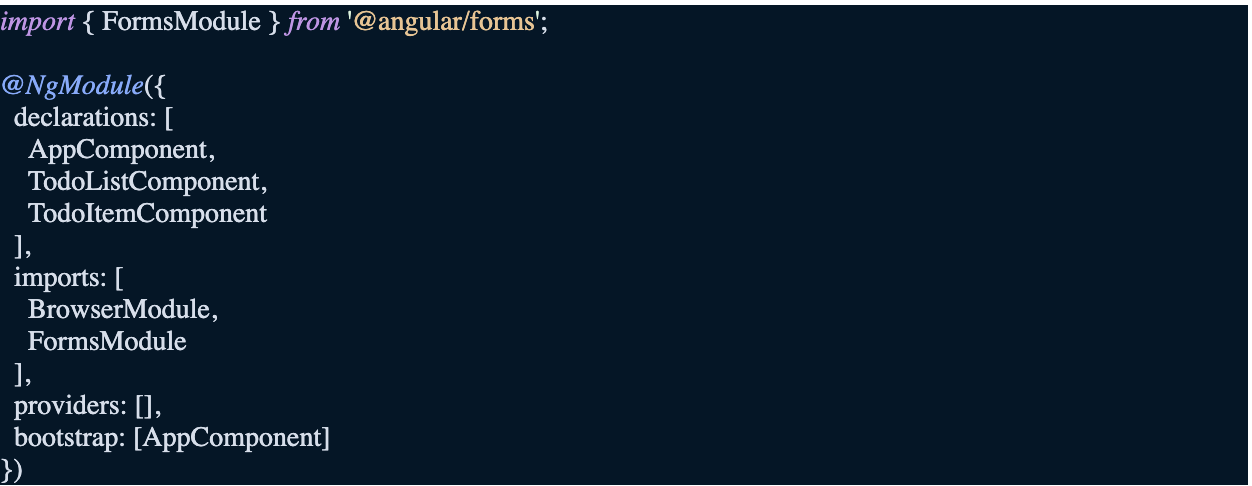 import { FormsModule } from '@angular/forms';
@NgModule({
declarations: [
AppComponent,
TodoListComponent,
TodoItemComponent
],
imports: [
BrowserModule,
FormsModule
],
providers: [],
bootstrap: [AppComponent]
})